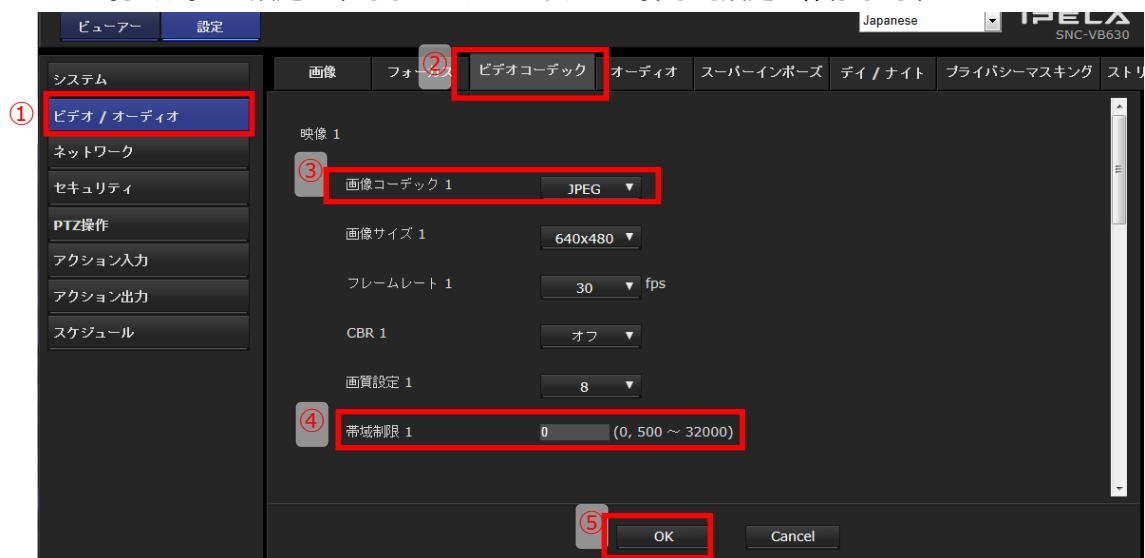 ビューアー 設定 Japanese IPELA
SNC-VB630
システム
① ビデオ / オーディオ
ネットワーク
セキュリティ
PTZ操作
アクション入力
アクション出力
スケジュール
画像 ② ビデオコーデック オーディオ スーパーインポーズ デイ / ナイト プライバシーマスキング
映像 1
③ 画像コーデック 1 JPEG
画像サイズ 1 640x480
フレームレート 1 30 fps
CBR 1 オフ
画質設定 1 8
④ 帯域制限 1 0 (0, 500 ～ 32000)
⑤ OK Cancel